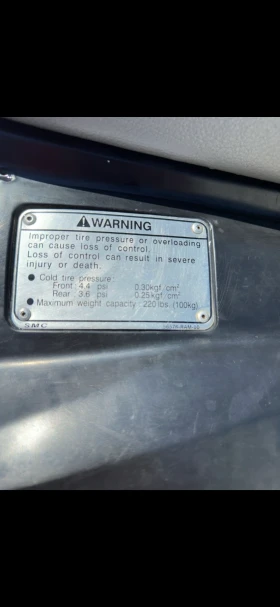 ⚠WARNING
Improper tire pressure or overloading
can cause loss of control.
Loss of control can result in severe
injury or death.
● Cold tire pressure
Front : 4.4 psi 0.30kgf cm²
Rear : 3.6 psi 0.25kgf cm²
● Maximum weight capacity : 220 lbs. (100kg)
SMC